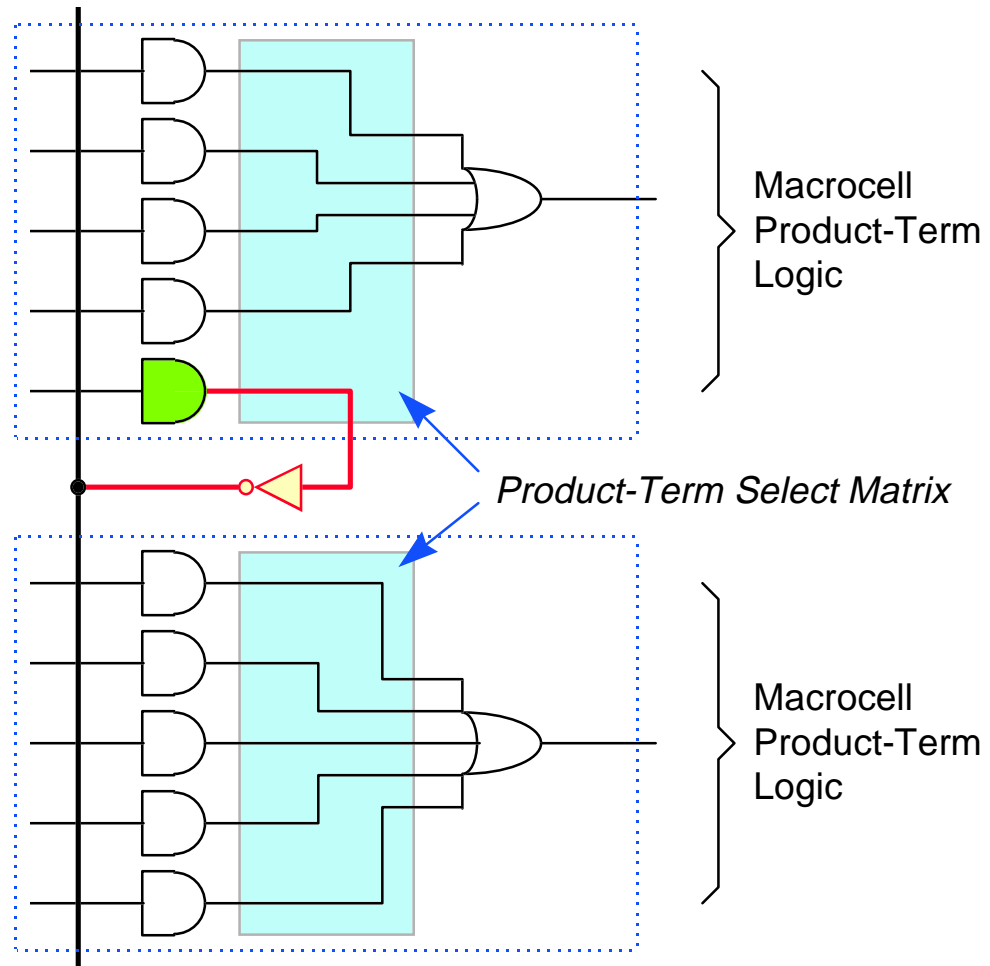 Macrocell
Product-Term
Logic
Product-Term Select Matrix
Macrocell
Product-Term
Logic